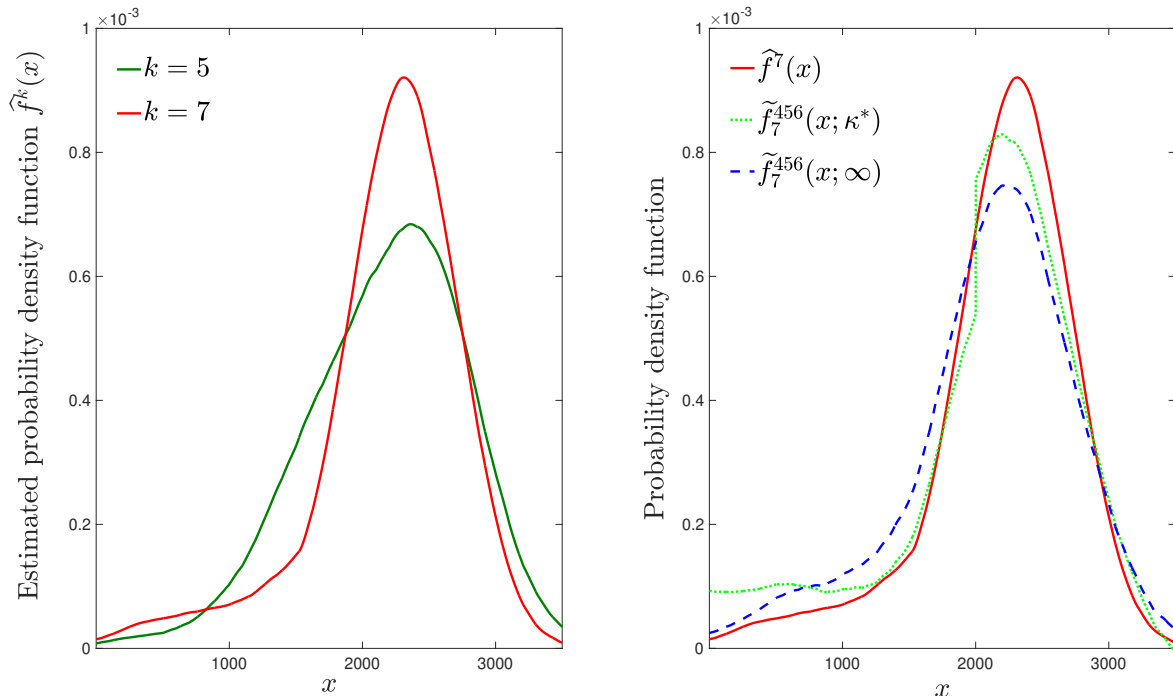 ×10⁻³
Estimated probability density function f̂ᵏ(x)
1
0.8
0.6
0.4
0.2
0
1000
2000
3000
x
k = 5
k = 7
×10⁻³
Probability density function
1
0.8
0.6
0.4
0.2
0
1000
2000
3000
x
f̂⁷(x)
f̃₇⁴⁵⁶(x; κ*)
f̃₇⁴⁵⁶(x; ∞)